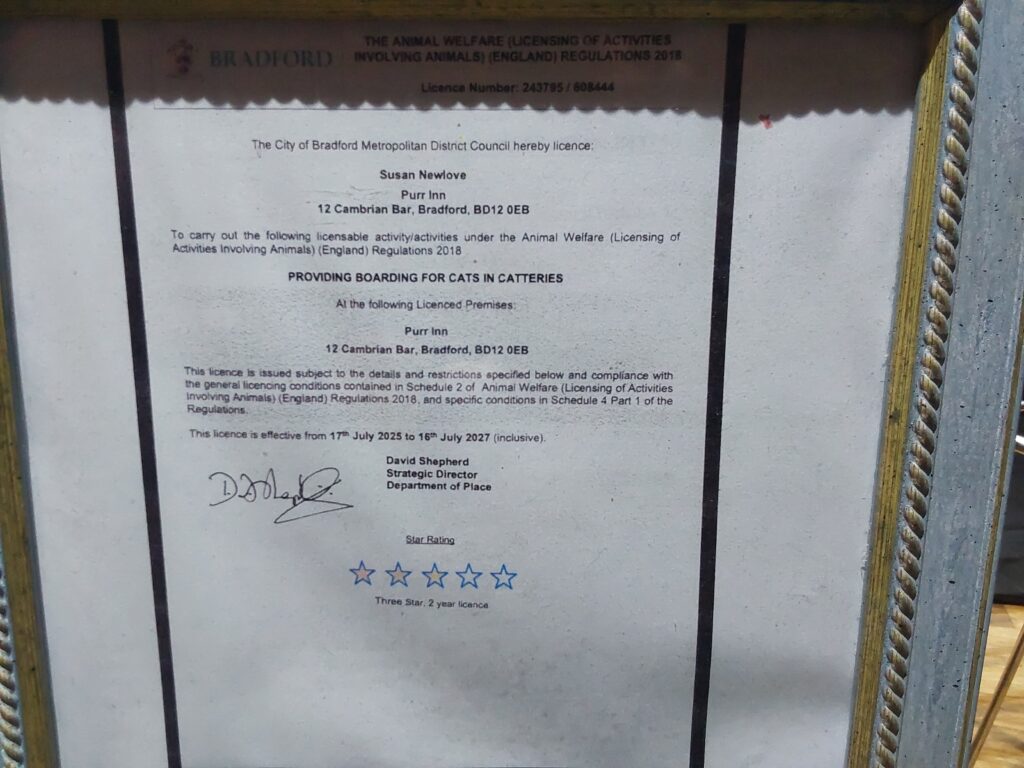 BRADFORD
THE ANIMAL WELFARE (LICENSING OF ACTIVITIES
INVOLVING ANIMALS) (ENGLAND) REGULATIONS 2018
Licence Number: 243795 / 608444
The City of Bradford Metropolitan District Council hereby licence:
Susan Newlove
Purr Inn
12 Cambrian Bar, Bradford, BD12 0EB
To carry out the following licensable activity/activities under the Animal Welfare (Licensing of
Activities Involving Animals) (England) Regulations 2018
PROVIDING BOARDING FOR CATS IN CATTERIES
At the following Licenced Premises:
Purr Inn
12 Cambrian Bar, Bradford, BD12 0EB
This licence is issued subject to the details and restrictions specified below and compliance with
the general licencing conditions contained in Schedule 2 of Animal Welfare (Licensing of Activities
Involving Animals) (England) Regulations 2018, and specific conditions in Schedule 4 Part 1 of the
Regulations.
This licence is effective from 17th July 2025 to 16th July 2027 (inclusive).
David Shepherd
Strategic Director
Department of Place
Star Rating
Three Star, 2 year licence